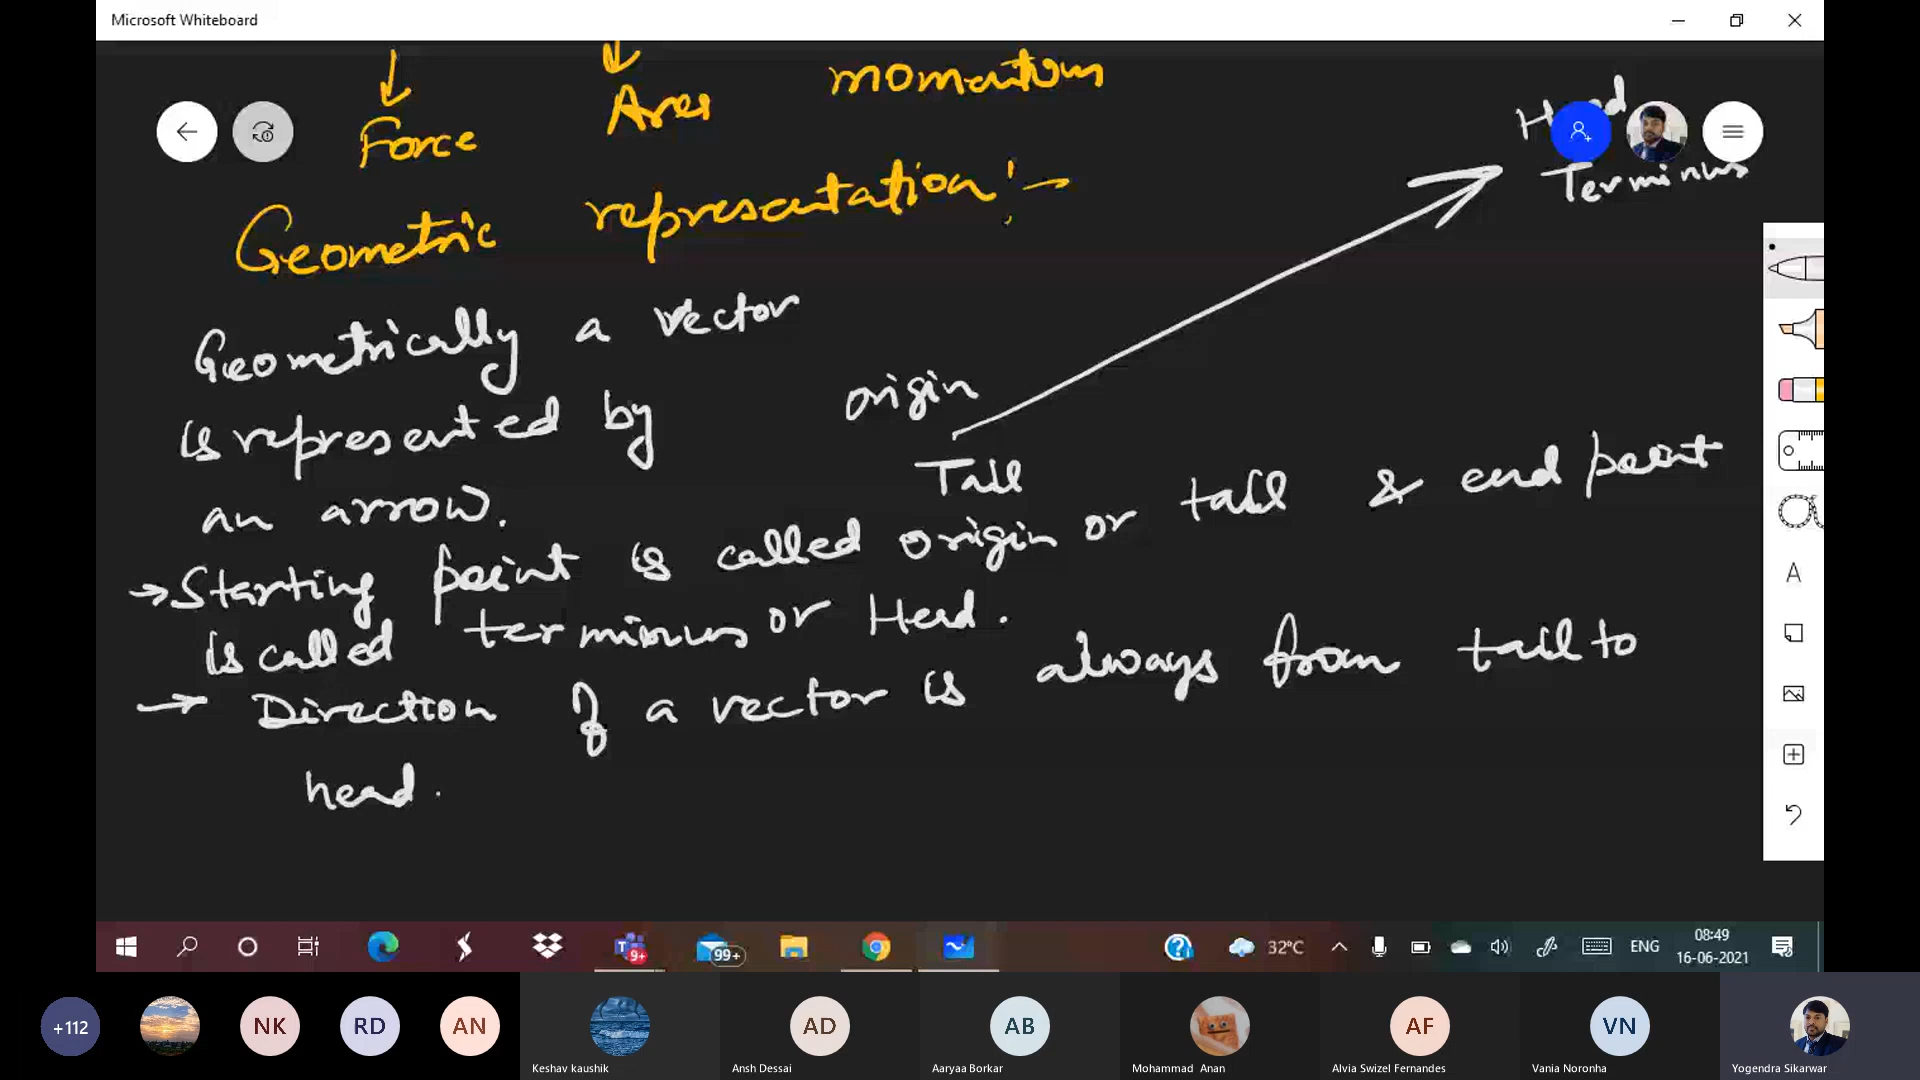 Microsoft Whiteboard
Force
Area
momentum
Geometric representation :-
Geometrically a vector
is represented by
an arrow.
Terminus
origin
Tail
→ Starting point is called origin or tail & end point
is called terminus or Head.
→ Direction of a vector is always from tail to
head.
A
9+
99+
32°C
ENG
08:49
16-06-2021
+112
NK
RD
AN
AD
AB
AF
VN
Keshav kaushik
Ansh Dessai
Aaryaa Borkar
Mohammad Anan
Alvia Swizel Fernandes
Vania Noronha
Yogendra Sikarwar